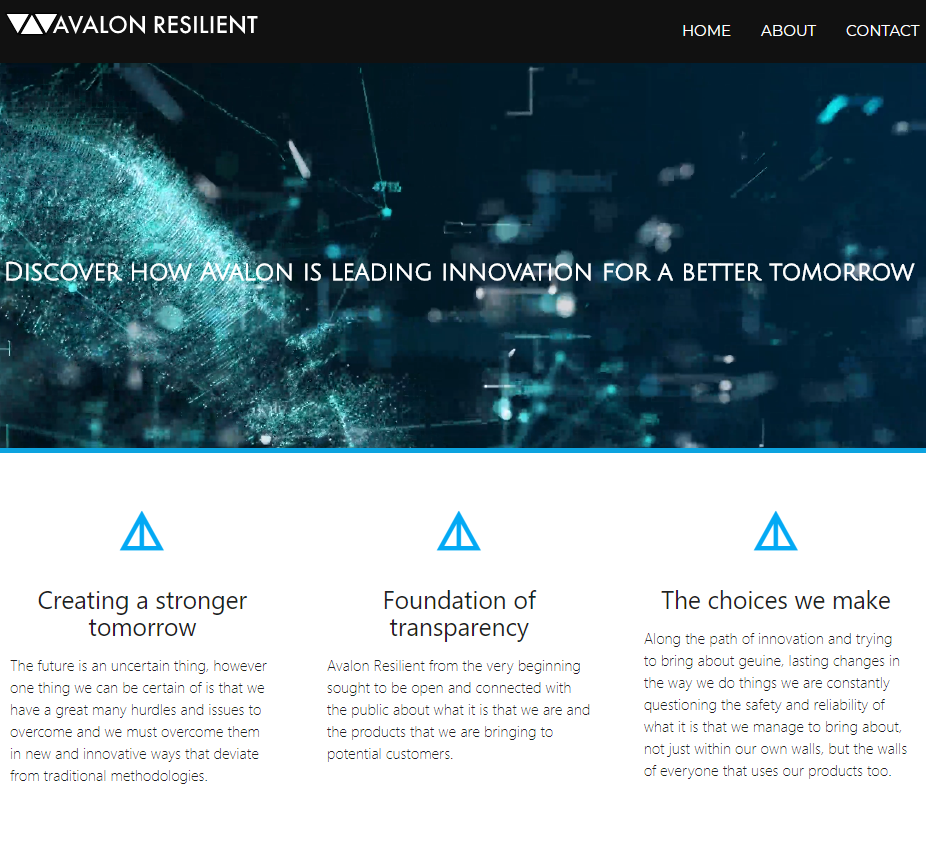 AVALON RESILIENT
HOME ABOUT CONTACT
47TB
Discover how Avalon is leading innovation for a better tomorrow
Creating a stronger
tomorrow
The future is an uncertain thing, however
one thing we can be certain of is that we
have a great many hurdles and issues to
overcome and we must overcome them
in new and innovative ways that deviate
from traditional methodologies.
Foundation of
transparency
Avalon Resilient from the very beginning
sought to be open and connected with
the public about what it is that we are and
the products that we are bringing to
potential customers.
The choices we make
Along the path of innovation and trying
to bring about geuine, lasting changes in
the way we do things we are constantly
questioning the safety and reliability of
what it is that we manage to bring about,
not just within our own walls, but the walls
of everyone that uses our products too.